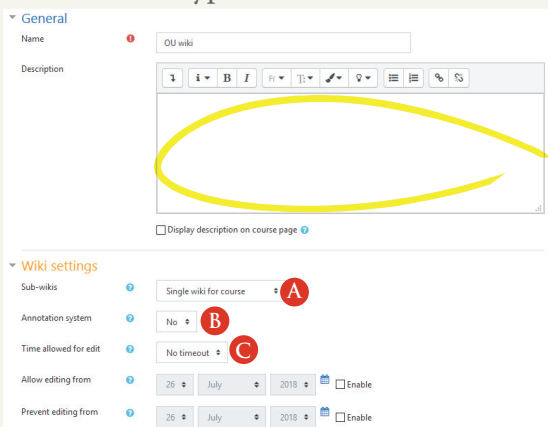 General
Name
OU wiki
Description
B I
Display description on course page
Wiki settings
Sub-wikis Single wiki for course A
Annotation system No B
Time allowed for edit No timeout C
Allow editing from 26 July 2018 Enable
Prevent editing from 26 July 2018 Enable